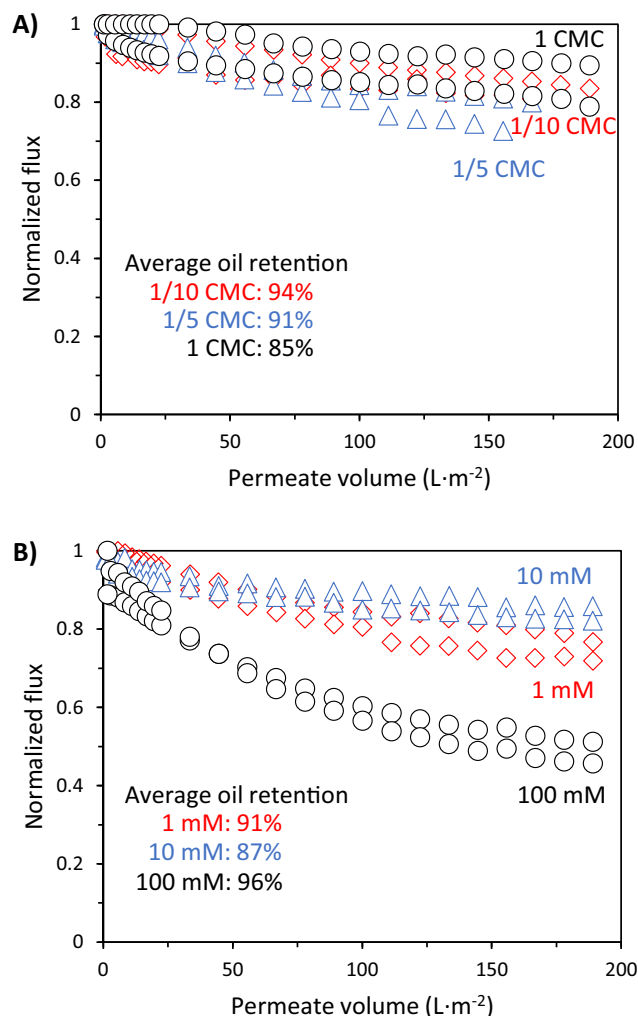 A)
Normalized flux
1
0.8
0.6
0.4
0.2
0
1 CMC
1/10 CMC
1/5 CMC
Average oil retention
1/10 CMC: 94%
1/5 CMC: 91%
1 CMC: 85%
0 50 100 150 200
Permeate volume (L·m⁻²)
B)
Normalized flux
1
0.8
0.6
0.4
0.2
0
10 mM
1 mM
100 mM
Average oil retention
1 mM: 91%
10 mM: 87%
100 mM: 96%
0 50 100 150 200
Permeate volume (L·m⁻²)